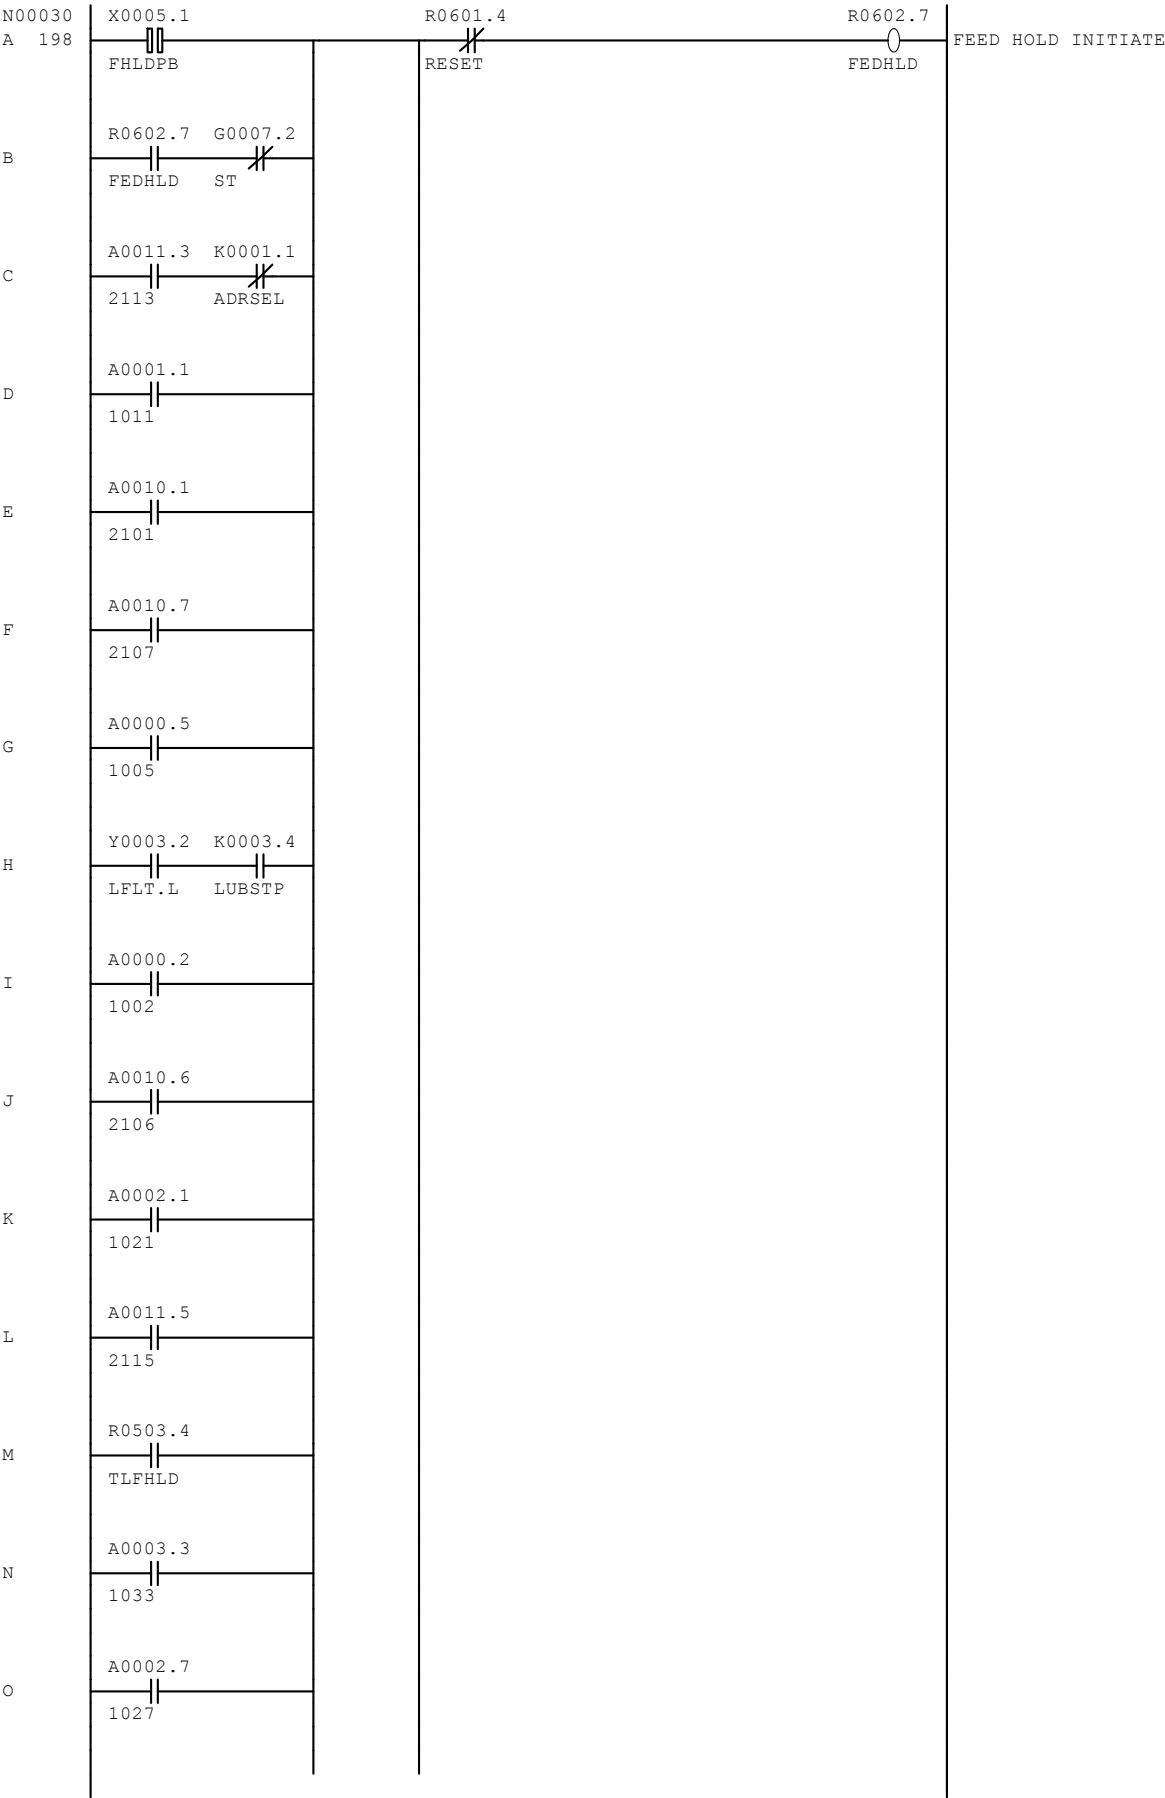 N00030 X0005.1 R0601.4 R0602.7
A 198 FEED HOLD INITIATE
FHLDPB RESET FEDHLD
R0602.7 G0007.2
B
FEDHLD ST
A0011.3 K0001.1
C
2113 ADRSEL
A0001.1
D
1011
A0010.1
E
2101
A0010.7
F
2107
A0000.5
G
1005
Y0003.2 K0003.4
H
LFLT.L LUBSTP
A0000.2
I
1002
A0010.6
J
2106
A0002.1
K
1021
A0011.5
L
2115
R0503.4
M
TLFHLD
A0003.3
N
1033
A0002.7
O
1027